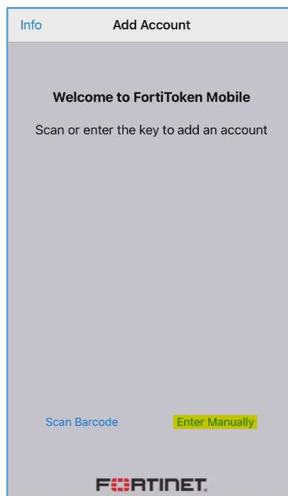 Info Add Account
Welcome to FortiToken Mobile
Scan or enter the key to add an account
Scan Barcode Enter Manually
FORTINET